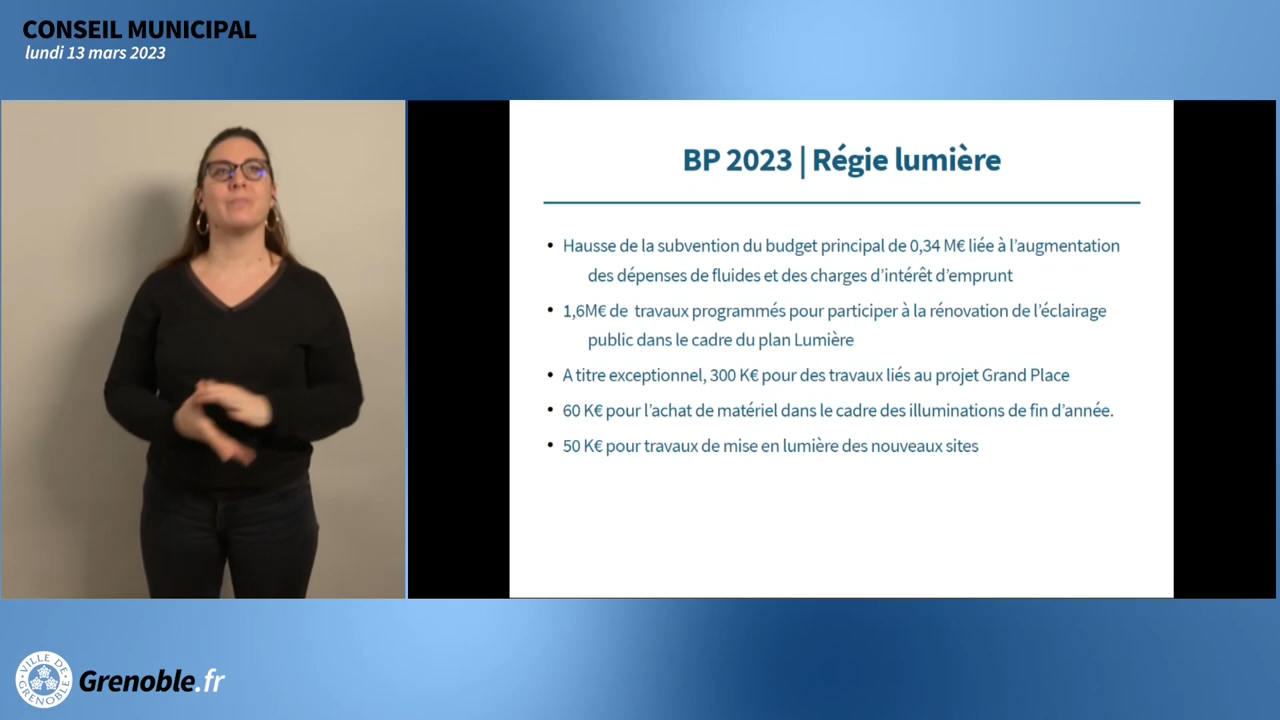 CONSEIL MUNICIPAL
lundi 13 mars 2023
BP 2023 | Régie lumière
• Hausse de la subvention du budget principal de 0,34 M€ liée à l'augmentation
des dépenses de fluides et des charges d'intérêt d'emprunt
• 1,6M€ de travaux programmés pour participer à la rénovation de l'éclairage
public dans le cadre du plan Lumière
• A titre exceptionnel, 300 K€ pour des travaux liés au projet Grand Place
• 60 K€ pour l'achat de matériel dans le cadre des illuminations de fin d'année.
• 50 K€ pour travaux de mise en lumière des nouveaux sites
VILLE DE GRENOBLE
Grenoble.fr